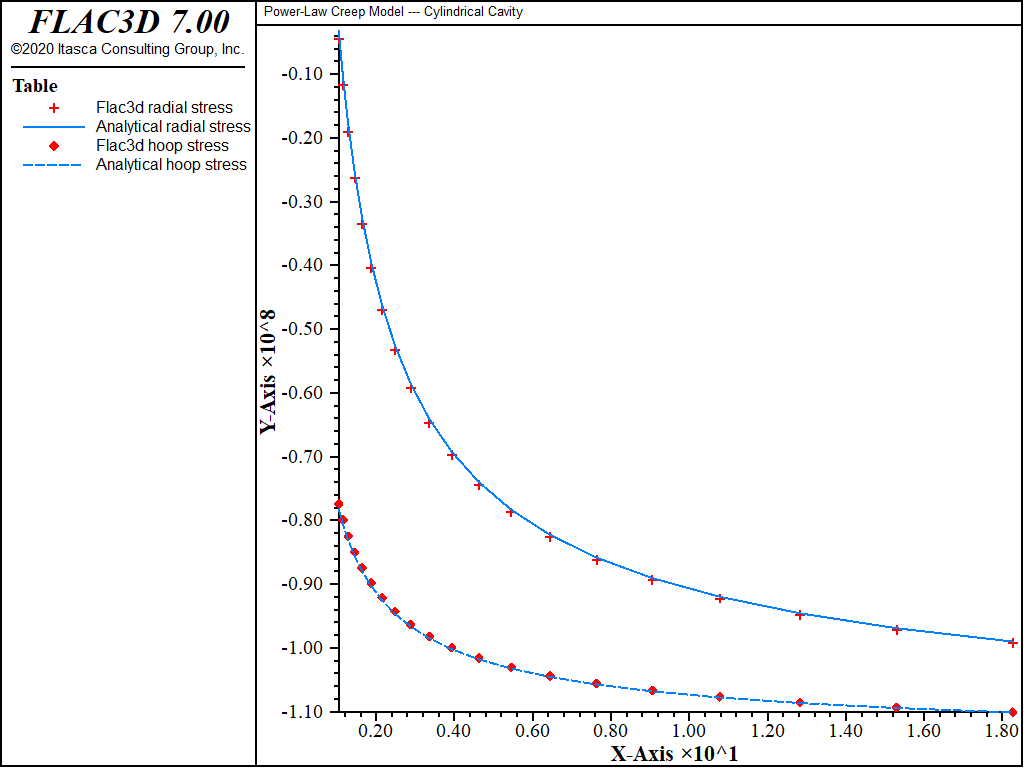 FLAC3D 7.00
©2020 Itasca Consulting Group, Inc.
Table
Flac3d radial stress
Analytical radial stress
Flac3d hoop stress
Analytical hoop stress
Power-Law Creep Model --- Cylindrical Cavity
Y-Axis ×10^8
-0.10
-0.20
-0.30
-0.40
-0.50
-0.60
-0.70
-0.80
-0.90
-1.00
-1.10
0.20 0.40 0.60 0.80 1.00 1.20 1.40 1.60 1.80
X-Axis ×10^1